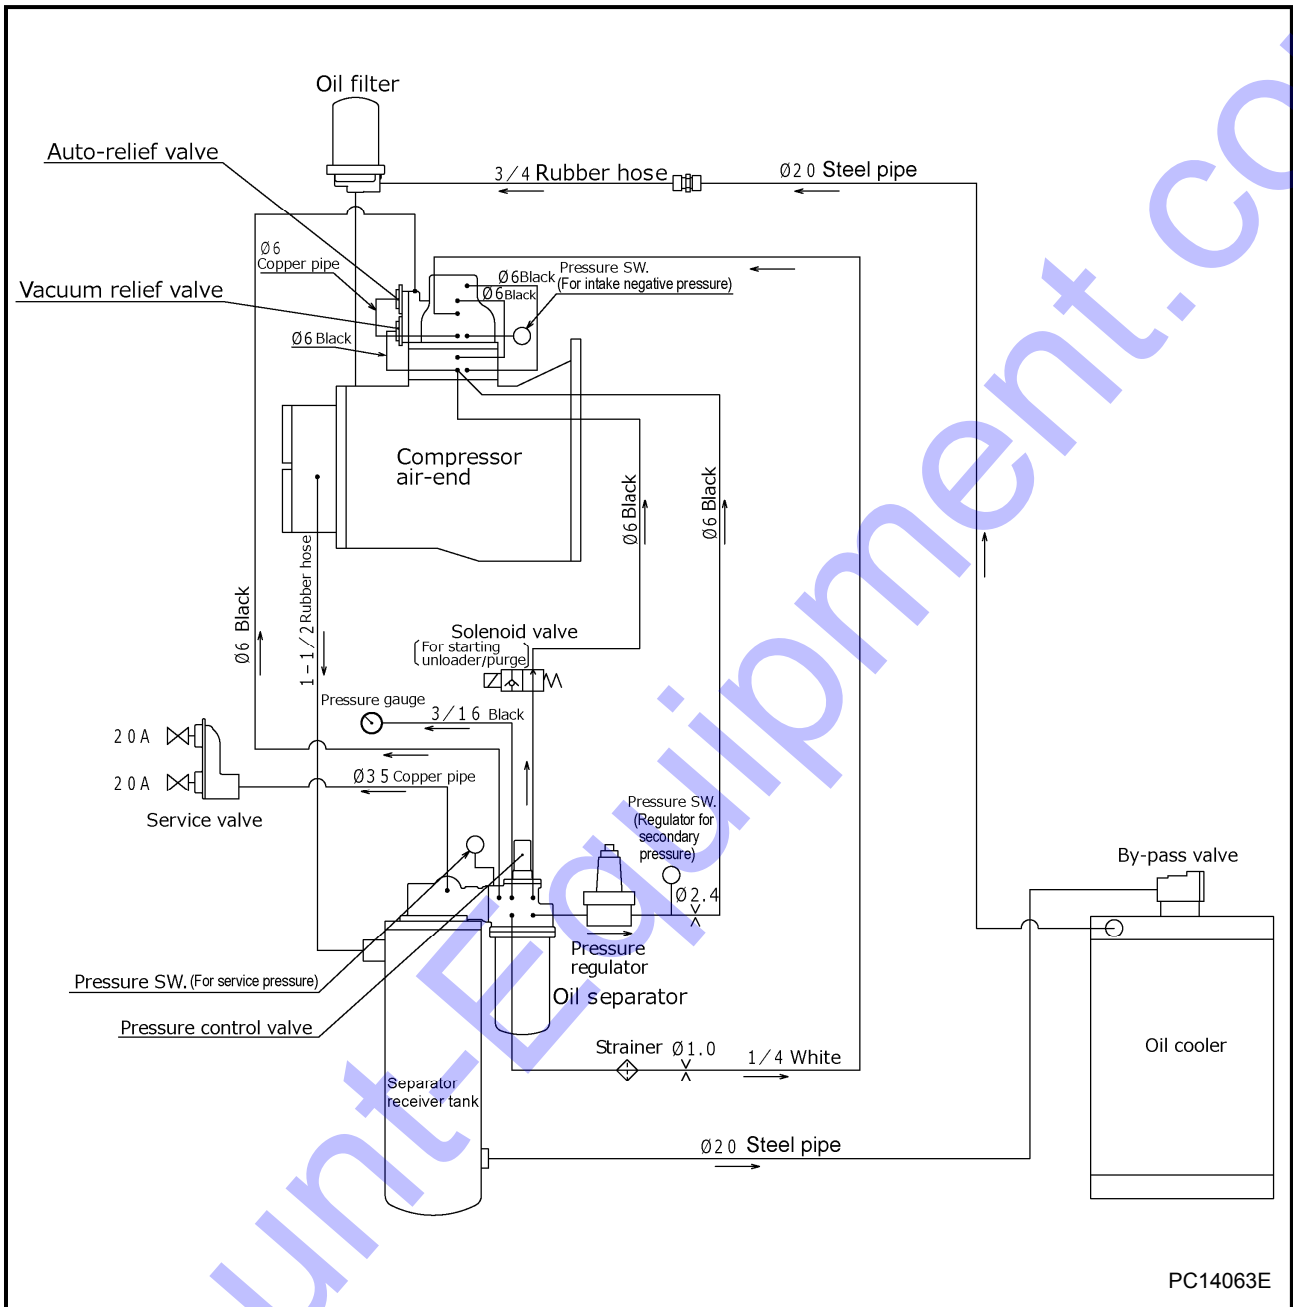 Oil filter
Auto-relief valve
3/4 Rubber hose
Ø20 Steel pipe
Ø6
Copper pipe
Vacuum relief valve
Ø6 Black
Ø6 Black
Pressure SW.
(For intake negative pressure)
Ø6 Black
Compressor
air-end
Ø6 Black
Ø6 Black
Ø6 Black
1-1/2 Rubber hose
Solenoid valve
(For starting
unloader/purge)
Pressure gauge
3/16 Black
20A
20A
Service valve
Ø35 Copper pipe
Pressure SW.
(Regulator for
secondary
pressure)
Ø2.4
By-pass valve
Pressure
regulator
Pressure SW. (For service pressure)
Oil separator
Pressure control valve
Strainer
Ø1.0
1/4 White
Oil cooler
Separator
receiver tank
Ø20 Steel pipe
PC14063E
unt-Equipment.co